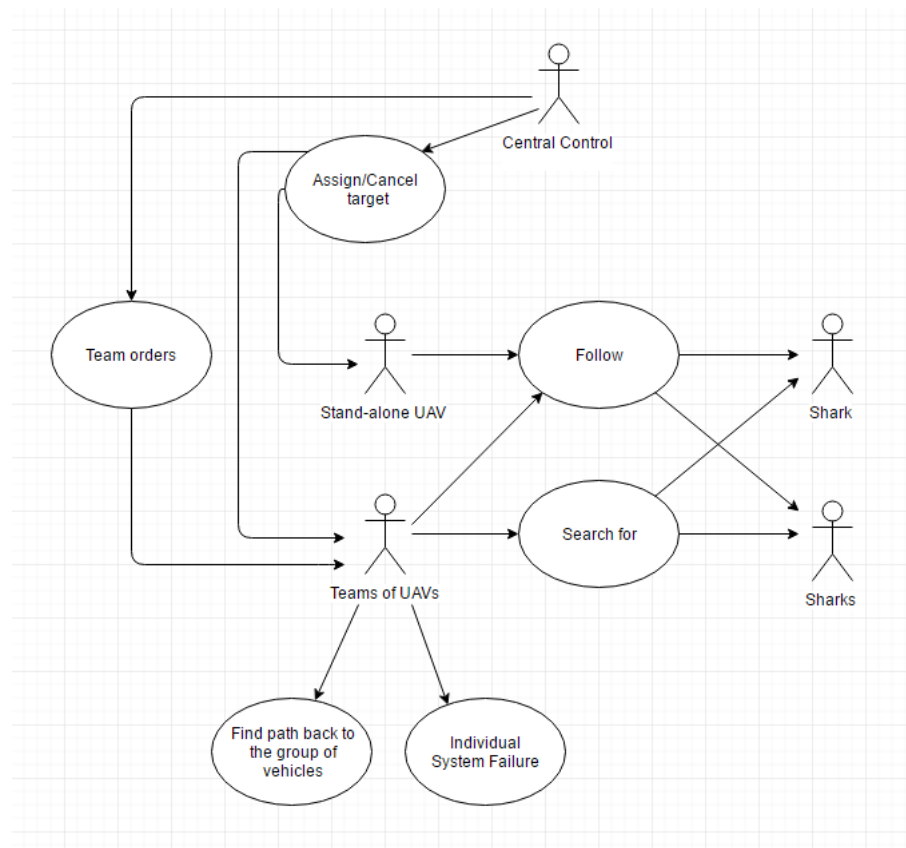 Central Control
Assign/Cancel
target
Team orders
Follow
Stand-alone UAV
Shark
Search for
Teams of UAVs
Sharks
Find path back to
the group of
vehicles
Individual
System Failure